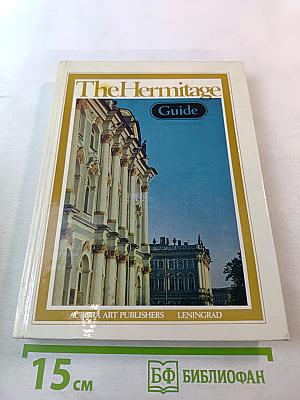 The Hermitage
Guide
AURORA ART PUBLISHERS LENINGRAD
15 СМ
БФ БИБЛИОФАН